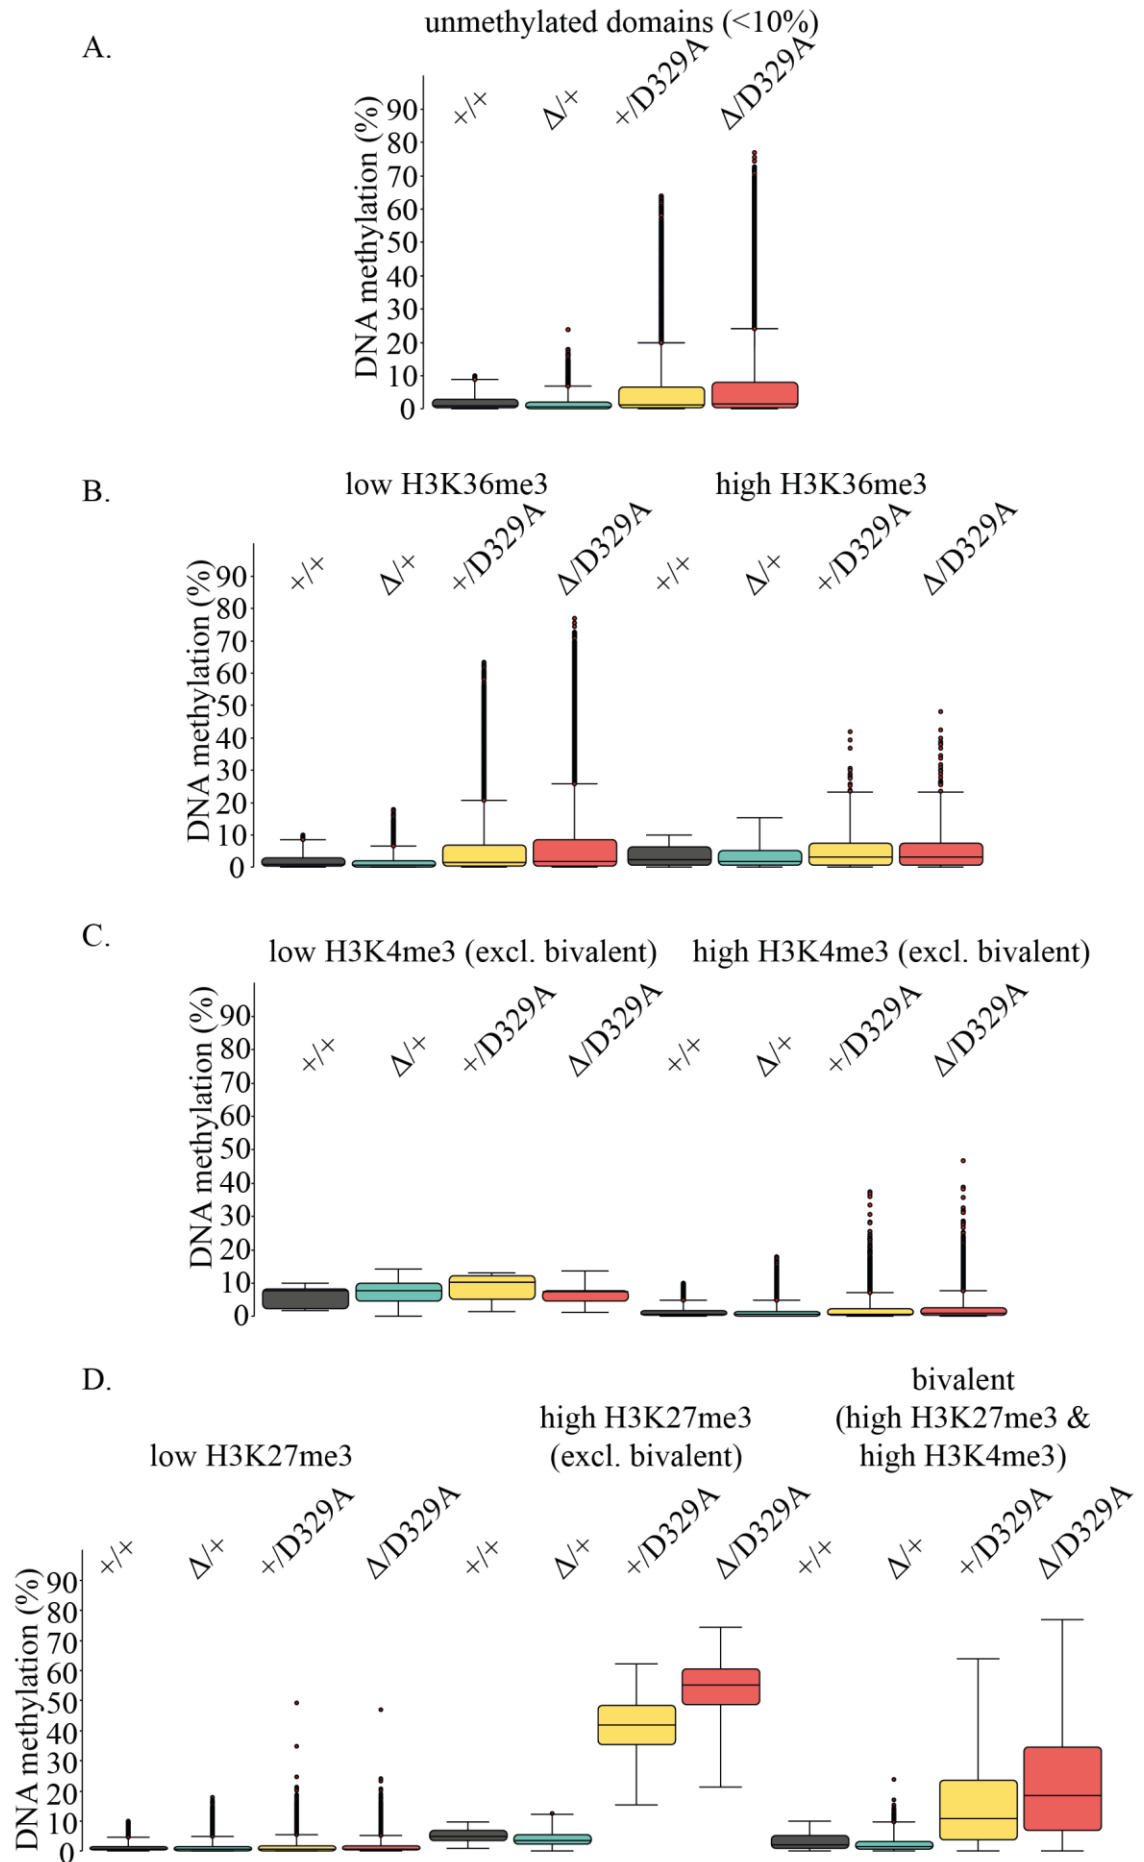 A.
unmethylated domains (<10%)
+/+ Δ/+ +/D329A Δ/D329A
DNA methylation (%)
90
80
70
60
50
40
30
20
10
0
B.
low H3K36me3 high H3K36me3
+/+ Δ/+ +/D329A Δ/D329A +/+ Δ/+ +/D329A Δ/D329A
DNA methylation (%)
90
80
70
60
50
40
30
20
10
0
C.
low H3K4me3 (excl. bivalent) high H3K4me3 (excl. bivalent)
+/+ Δ/+ +/D329A Δ/D329A +/+ Δ/+ +/D329A Δ/D329A
DNA methylation (%)
90
80
70
60
50
40
30
20
10
0
D.
low H3K27me3
high H3K27me3
(excl. bivalent)
bivalent
(high H3K27me3 &
high H3K4me3)
+/+ Δ/+ +/D329A Δ/D329A +/+ Δ/+ +/D329A Δ/D329A +/+ Δ/+ +/D329A Δ/D329A
DNA methylation (%)
90
80
70
60
50
40
30
20
10
0